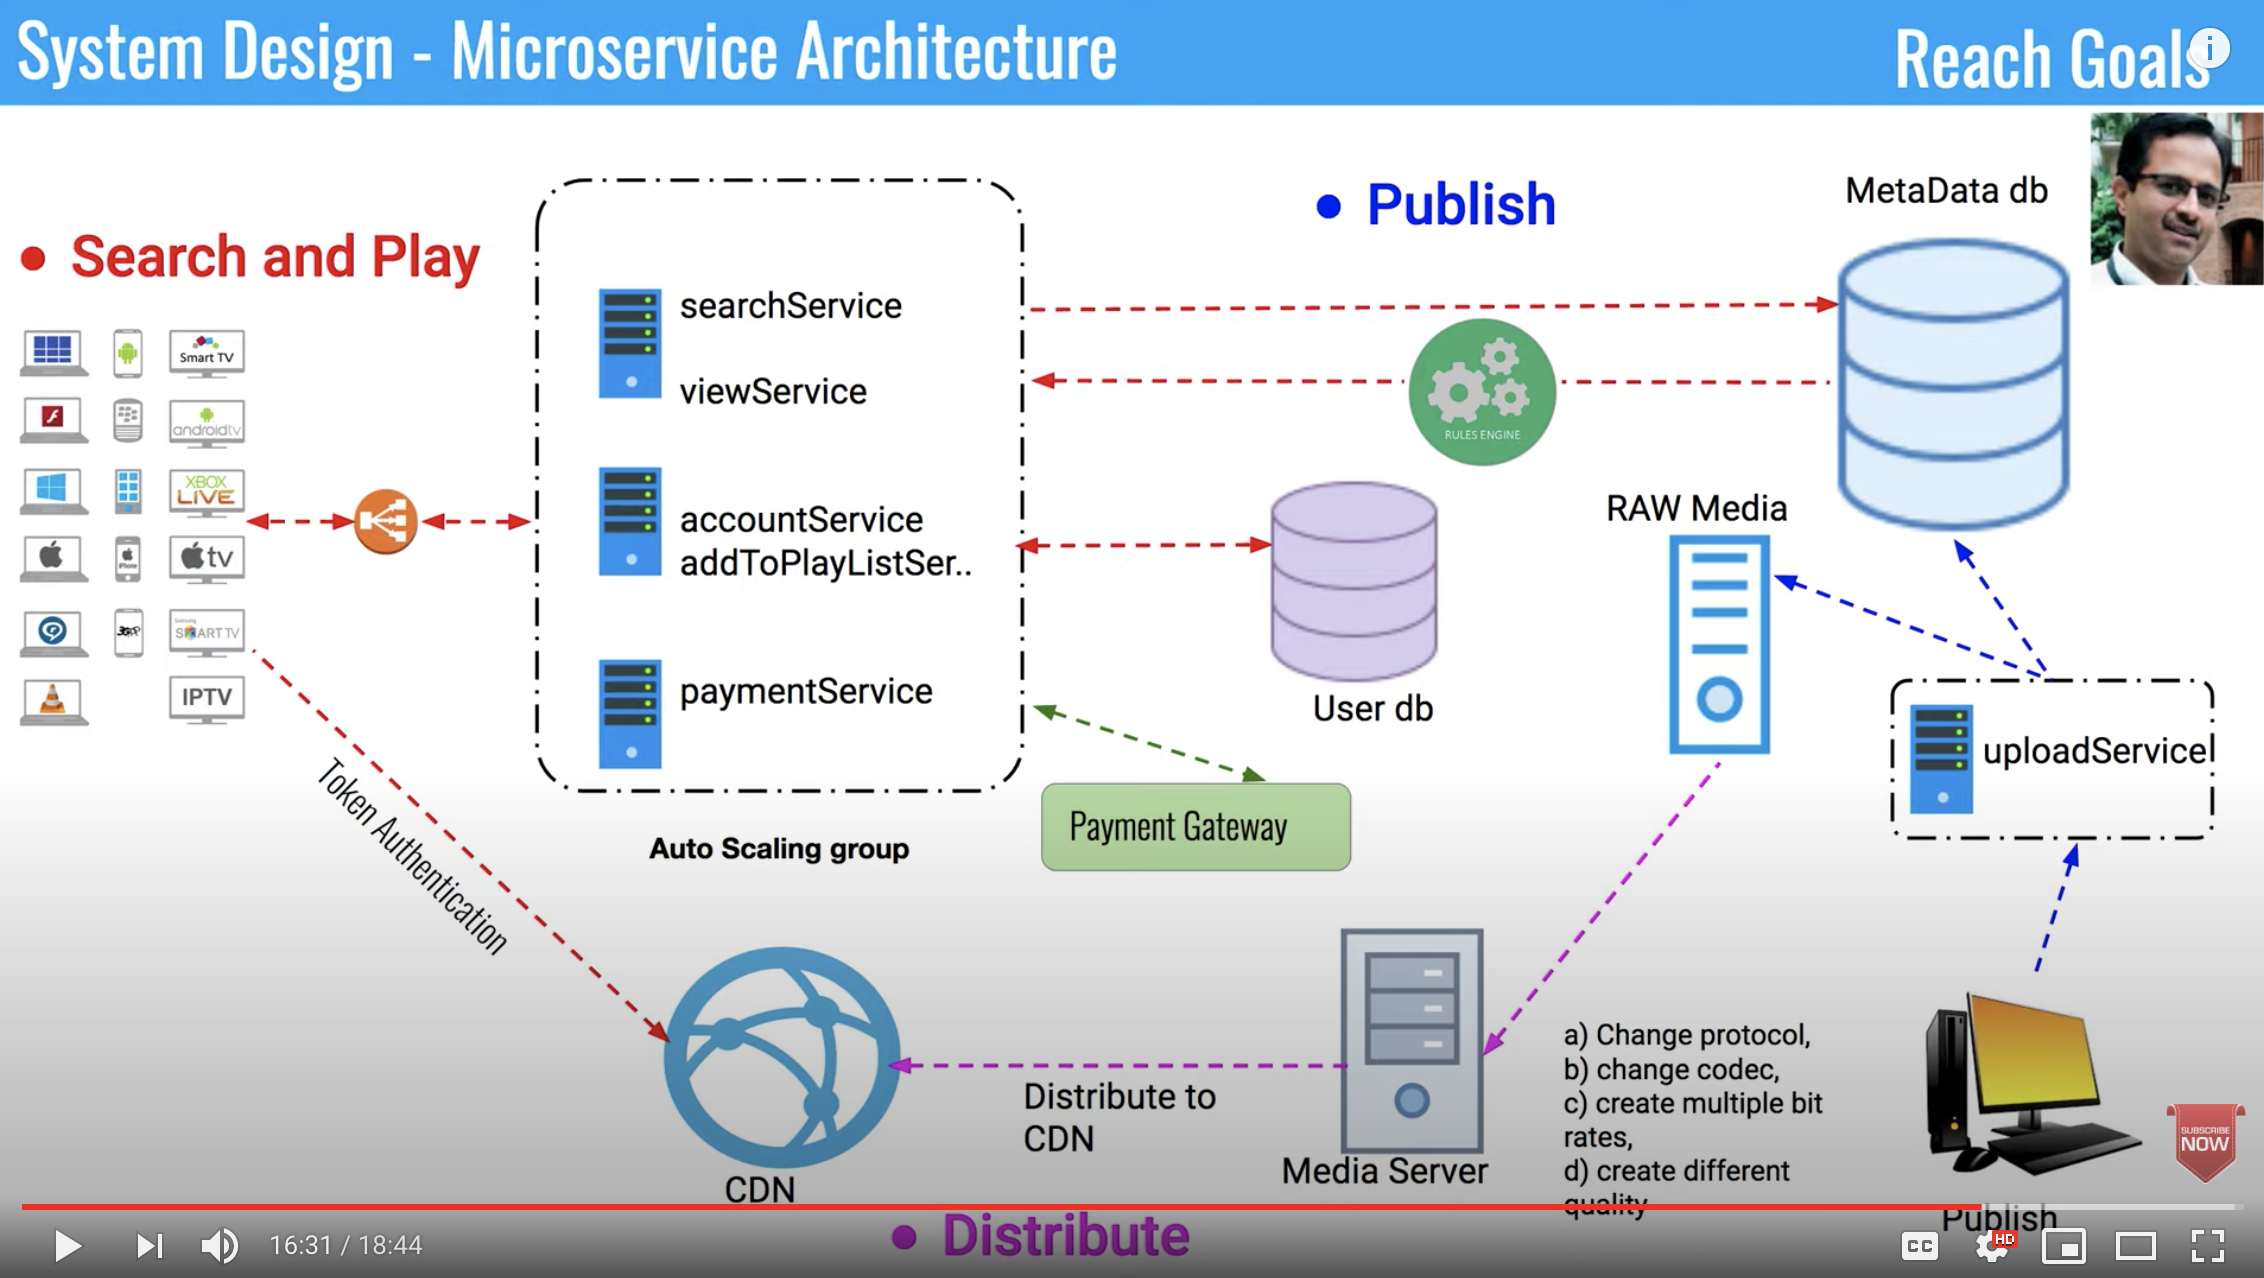 System Design - Microservice Architecture
Reach Goals
i
MetaData db
● Publish
● Search and Play
searchService
viewService
RULES ENGINE
Smart TV
androidtv
XBOX
LIVE
tv
iPhone
3GPP
Samsung
SMART TV
IPTV
accountService
addToPlayListSer..
paymentService
RAW Media
User db
uploadService
Payment Gateway
Auto Scaling group
Token Authentication
a) Change protocol,
b) change codec,
c) create multiple bit
rates,
d) create different
quality
Distribute to
CDN
Media Server
CDN
SUBSCRIBE
NOW
Publish
● Distribute
16:31 / 18:44
CC
HD